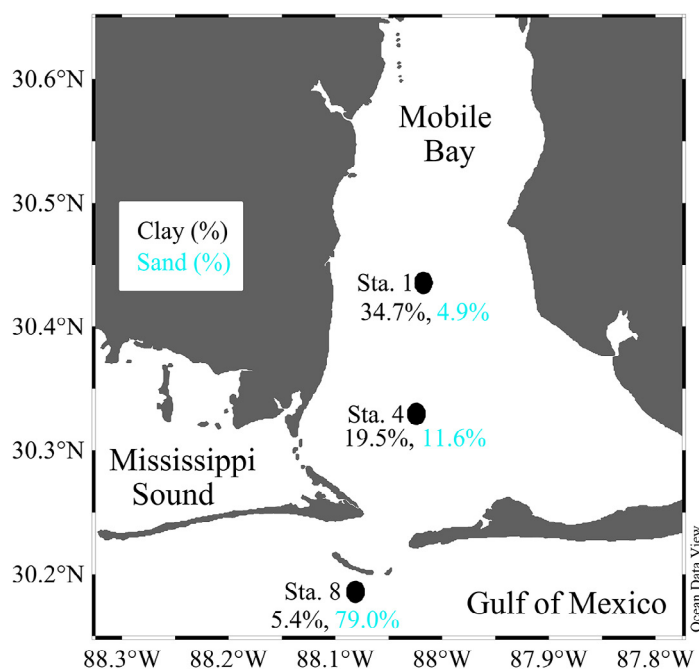 30.6°N
30.5°N
30.4°N
30.3°N
30.2°N
Mobile
Bay
Clay (%)
Sand (%)
Sta. 1
34.7%, 4.9%
Sta. 4
19.5%, 11.6%
Mississippi
Sound
Sta. 8
5.4%, 79.0%
Gulf of Mexico
Ocean Data View
88.3°W 88.2°W 88.1°W 88°W 87.9°W 87.8°W